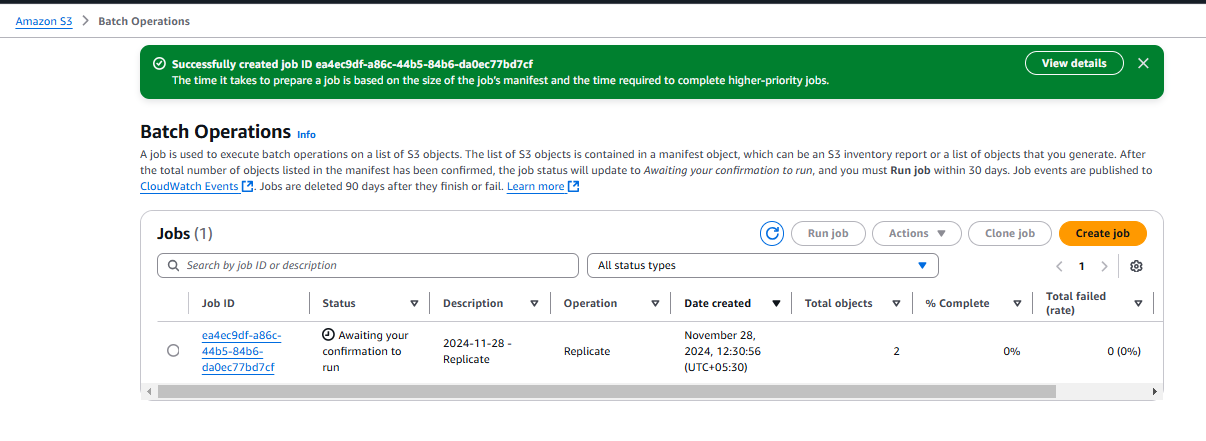 Amazon S3 > Batch Operations
Successfully created job ID ea4ec9df-a86c-44b5-84b6-da0ec77bd7cf
The time it takes to prepare a job is based on the size of the job's manifest and the time required to complete higher-priority jobs.
View details
Batch Operations Info
A job is used to execute batch operations on a list of S3 objects. The list of S3 objects is contained in a manifest object, which can be an S3 inventory report or a list of objects that you generate. After
the total number of objects listed in the manifest has been confirmed, the job status will update to Awaiting your confirmation to run, and you must Run job within 30 days. Job events are published to
CloudWatch Events. Jobs are deleted 90 days after they finish or fail. Learn more
Jobs (1)
Run job
Actions
Clone job
Create job
Search by job ID or description
All status types
1
Job ID
Status
Description
Operation
Date created
Total objects
% Complete
Total failed
(rate)
ea4ec9df-a86c-
44b5-84b6-
da0ec77bd7cf
Awaiting your
confirmation to
run
2024-11-28 -
Replicate
Replicate
November 28,
2024, 12:30:56
(UTC+05:30)
2
0%
0 (0%)